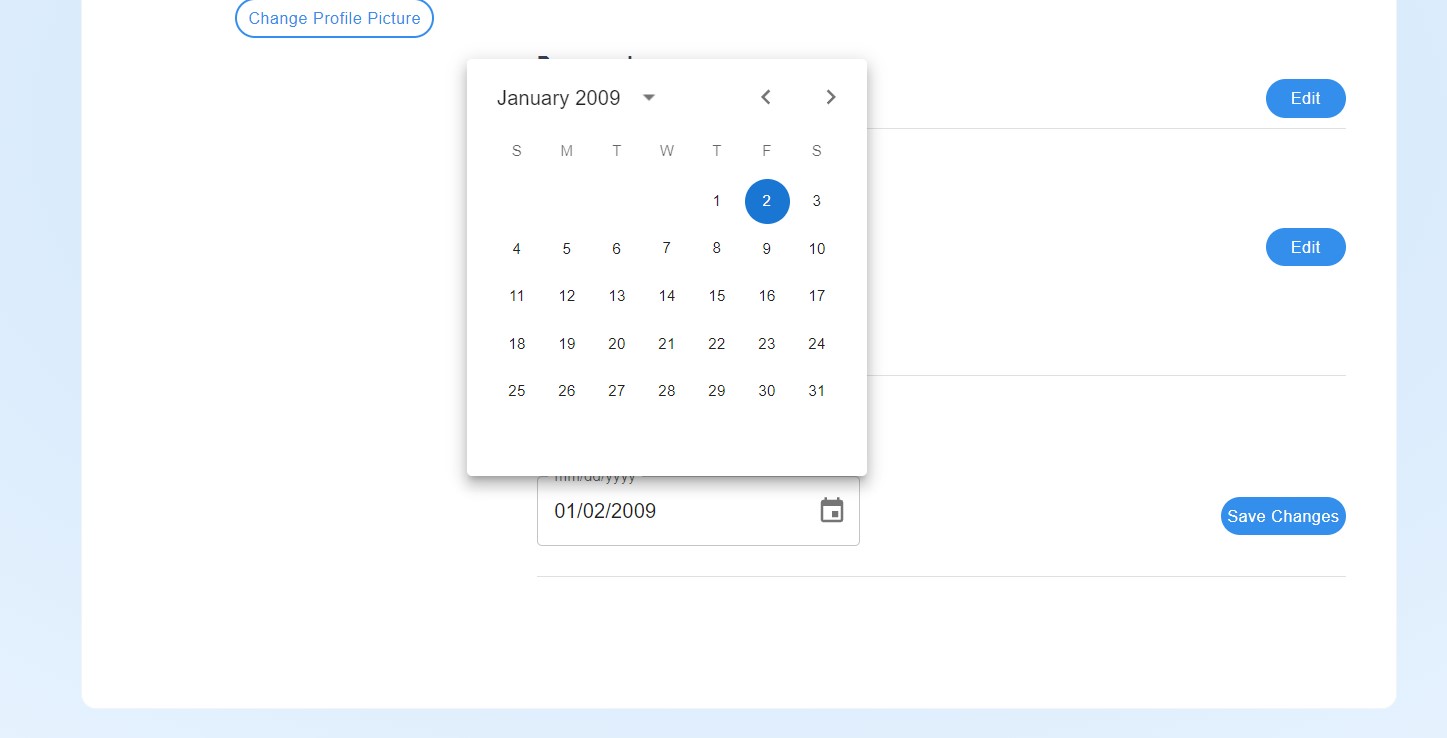 Change Profile Picture
January 2009
Edit
S M T W T F S
1 2 3
4 5 6 7 8 9 10
Edit
11 12 13 14 15 16 17
18 19 20 21 22 23 24
25 26 27 28 29 30 31
mm/dd/yyyy
01/02/2009
Save Changes